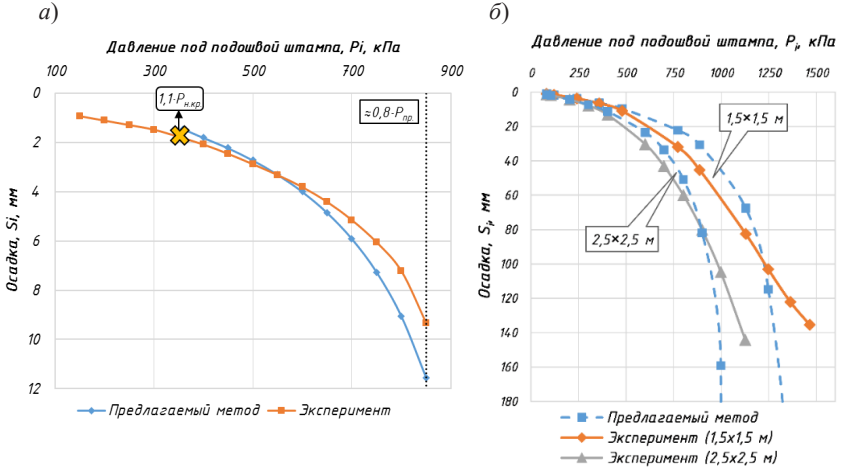 а)
Давление под подошвой штампа, Pi, кПа
100 300 500 700 900
0
2
4
6
8
10
12
Осадка, Si, мм
1,1·Pн.кр.
≈0,8·Pпр.
Предлагаемый метод
Эксперимент
б)
Давление под подошвой штампа, Pi, кПа
0 250 500 750 1000 1250 1500
0
20
40
60
80
100
120
140
160
180
Осадка, Si, мм
1,5×1,5 м
2,5×2,5 м
Предлагаемый метод
Эксперимент (1,5х1,5 м)
Эксперимент (2,5х2,5 м)